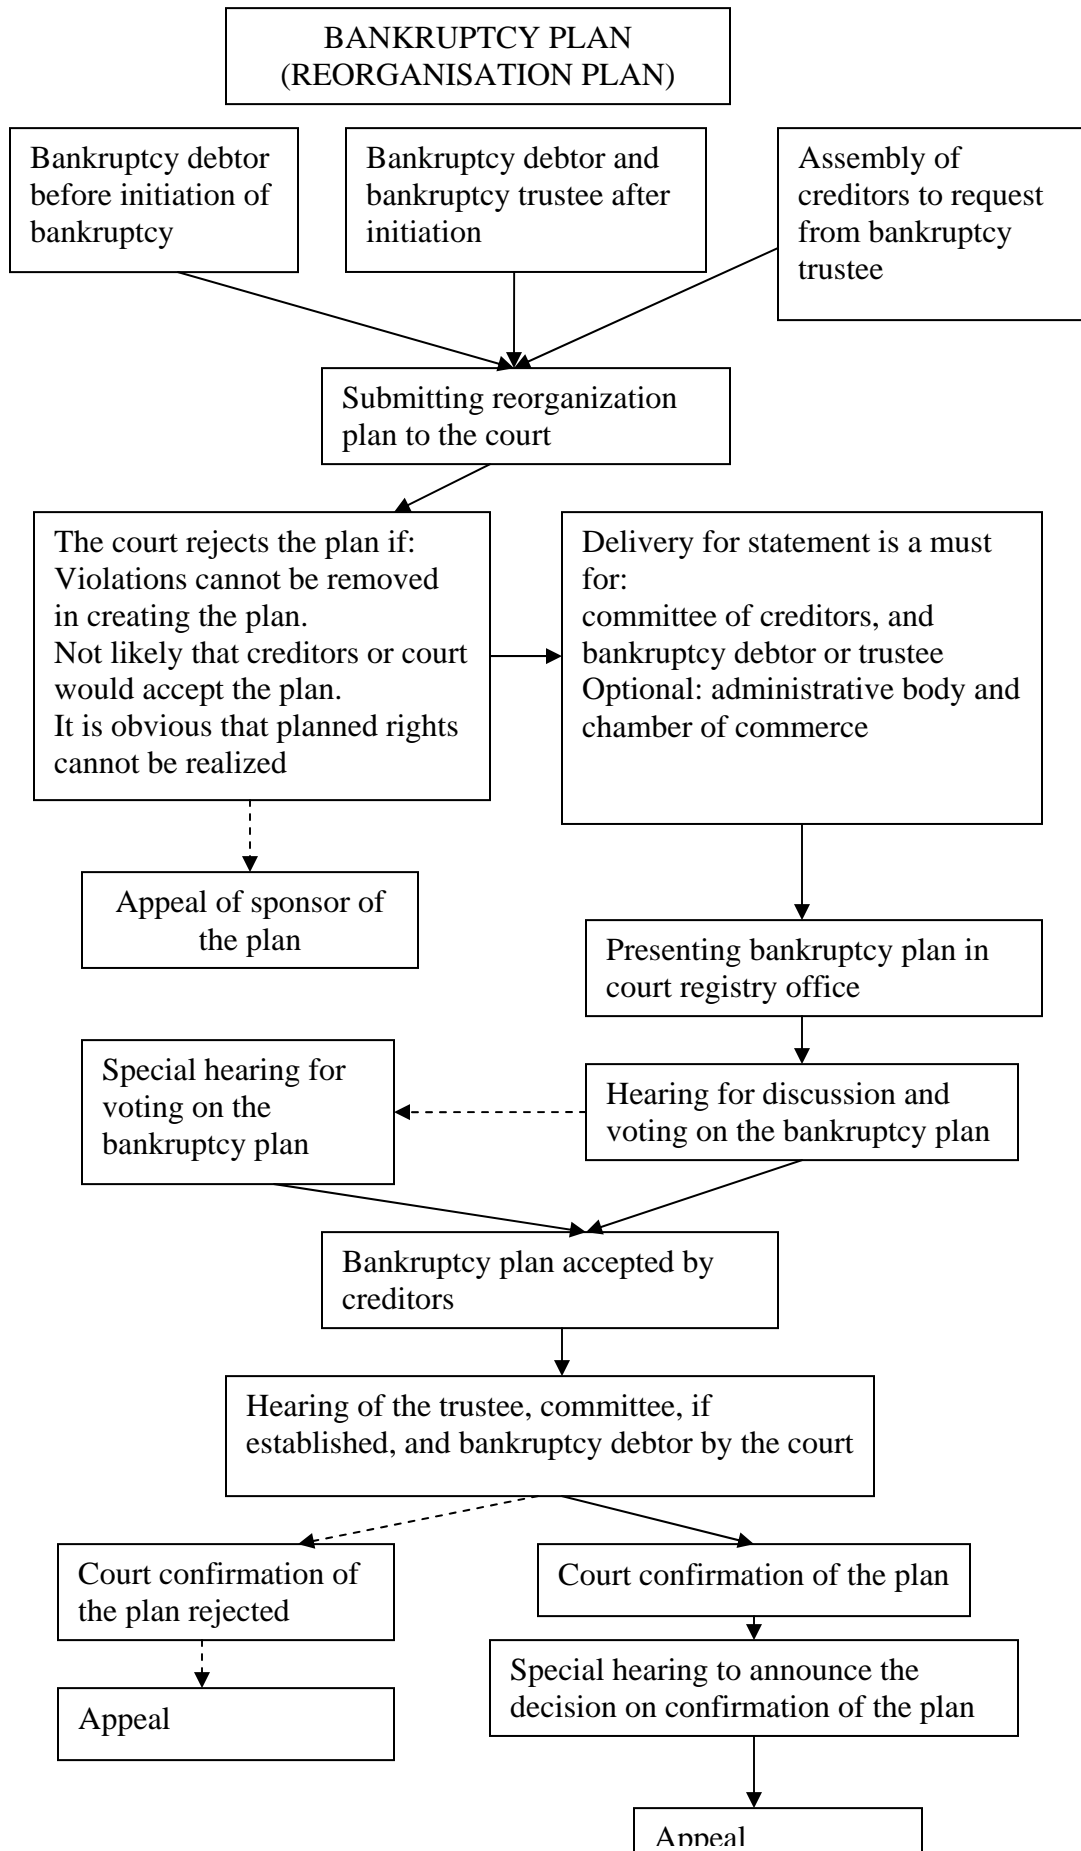 BANKRUPTCY PLAN
(REORGANISATION PLAN)
Bankruptcy debtor
before initiation of
bankruptcy
Bankruptcy debtor and
bankruptcy trustee after
initiation
Assembly of
creditors to request
from bankruptcy
trustee
Submitting reorganization
plan to the court
The court rejects the plan if:
Violations cannot be removed
in creating the plan.
Not likely that creditors or court
would accept the plan.
It is obvious that planned rights
cannot be realized
Delivery for statement is a must
for:
committee of creditors, and
bankruptcy debtor or trustee
Optional: administrative body and
chamber of commerce
Appeal of sponsor of
the plan
Presenting bankruptcy plan in
court registry office
Special hearing for
voting on the
bankruptcy plan
Hearing for discussion and
voting on the bankruptcy plan
Bankruptcy plan accepted by
creditors
Hearing of the trustee, committee, if
established, and bankruptcy debtor by the court
Court confirmation of
the plan rejected
Court confirmation of the plan
Special hearing to announce the
decision on confirmation of the plan
Appeal
Appeal